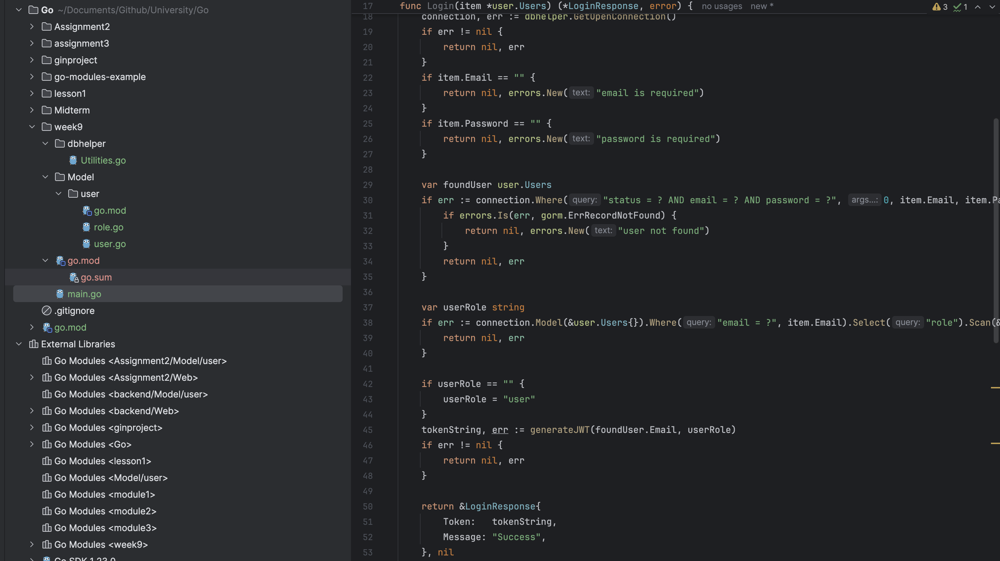 Go ~/Documents/Github/University/Go
Assignment2
assignment3
ginproject
go-modules-example
lesson1
Midterm
week9
dbhelper
Utilities.go
Model
user
go.mod
role.go
user.go
go.mod
go.sum
main.go
.gitignore
go.mod
External Libraries
Go Modules <Assignment2/Model/user>
Go Modules <Assignment2/Web>
Go Modules <backend/Model/user>
Go Modules <backend/Web>
Go Modules <ginproject>
Go Modules <Go>
Go Modules <lesson1>
Go Modules <Model/user>
Go Modules <module1>
Go Modules <module2>
Go Modules <module3>
Go Modules <week9>
Go SDK 1.23.0
17 func Login(item *user.Users) (*LoginResponse, error) { no usages new * 3 1
18 connection, err := dbhelper.GetOpenConnection()
19 if err != nil {
20 return nil, err
21 }
22 if item.Email == "" {
23 return nil, errors.New( text: "email is required")
24 }
25 if item.Password == "" {
26 return nil, errors.New( text: "password is required")
27 }
28
29 var foundUser user.Users
30 if err := connection.Where( query: "status = ? AND email = ? AND password = ?", args...: 0, item.Email, item.Pa
31 if errors.Is(err, gorm.ErrRecordNotFound) {
32 return nil, errors.New( text: "user not found")
33 }
34 return nil, err
35 }
36
37 var userRole string
38 if err := connection.Model(&user.Users{}).Where( query: "email = ?", item.Email).Select( query: "role").Scan(&
39 return nil, err
40 }
41
42 if userRole == "" {
43 userRole = "user"
44 }
45 tokenString, err := generateJWT(foundUser.Email, userRole)
46 if err != nil {
47 return nil, err
48 }
49
50 return &LoginResponse{
51 Token: tokenString,
52 Message: "Success",
53 }, nil